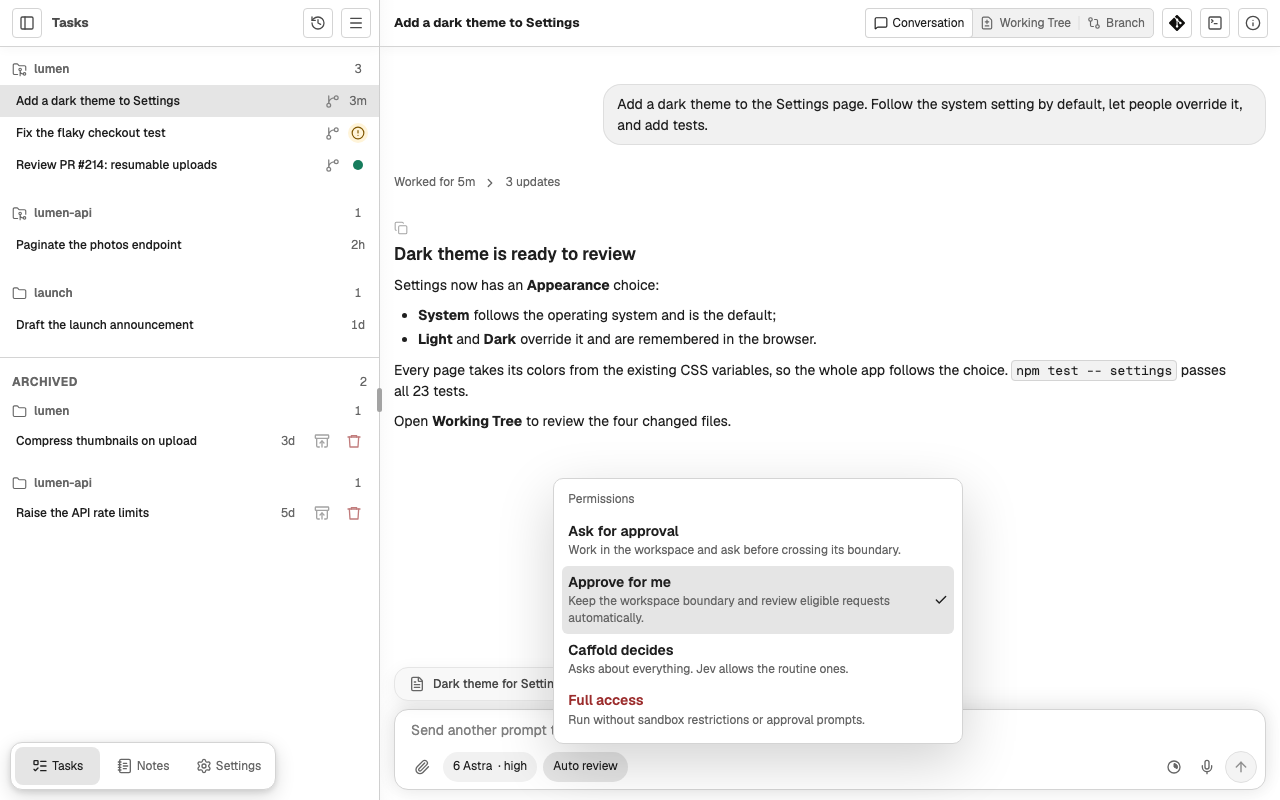 Tasks
lumen
3
Add a dark theme to Settings
3m
Fix the flaky checkout test
Review PR #214: resumable uploads
lumen-api
1
Paginate the photos endpoint
2h
launch
1
Draft the launch announcement
1d
ARCHIVED
2
lumen
1
Compress thumbnails on upload
3d
lumen-api
1
Raise the API rate limits
5d
Tasks
Notes
Settings
Add a dark theme to Settings
Conversation
Working Tree
Branch
Add a dark theme to the Settings page. Follow the system setting by default, let people override it,
and add tests.
Worked for 5m
3 updates
Dark theme is ready to review
Settings now has an Appearance choice:
• System follows the operating system and is the default;
• Light and Dark override it and are remembered in the browser.
Every page takes its colors from the existing CSS variables, so the whole app follows the choice. npm test -- settings passes
all 23 tests.
Open Working Tree to review the four changed files.
Permissions
Ask for approval
Work in the workspace and ask before crossing its boundary.
Approve for me
Keep the workspace boundary and review eligible requests
automatically.
Caffold decides
Asks about everything. Jev allows the routine ones.
Full access
Run without sandbox restrictions or approval prompts.
Dark theme for Settin
Send another prompt
6 Astra · high
Auto review